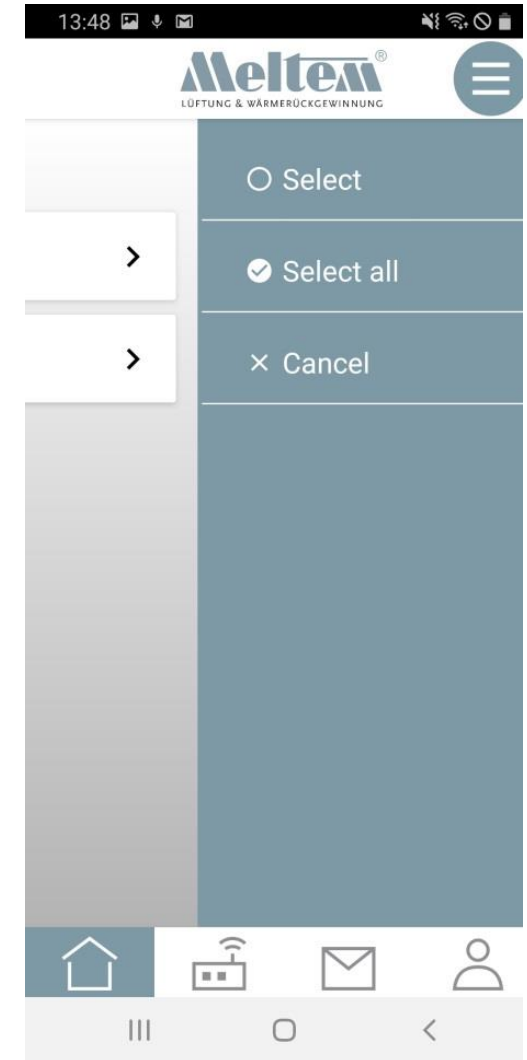 13:48
Meltem®
LÜFTUNG & WÄRMERÜCKGEWINNUNG
Select
Select all
Cancel